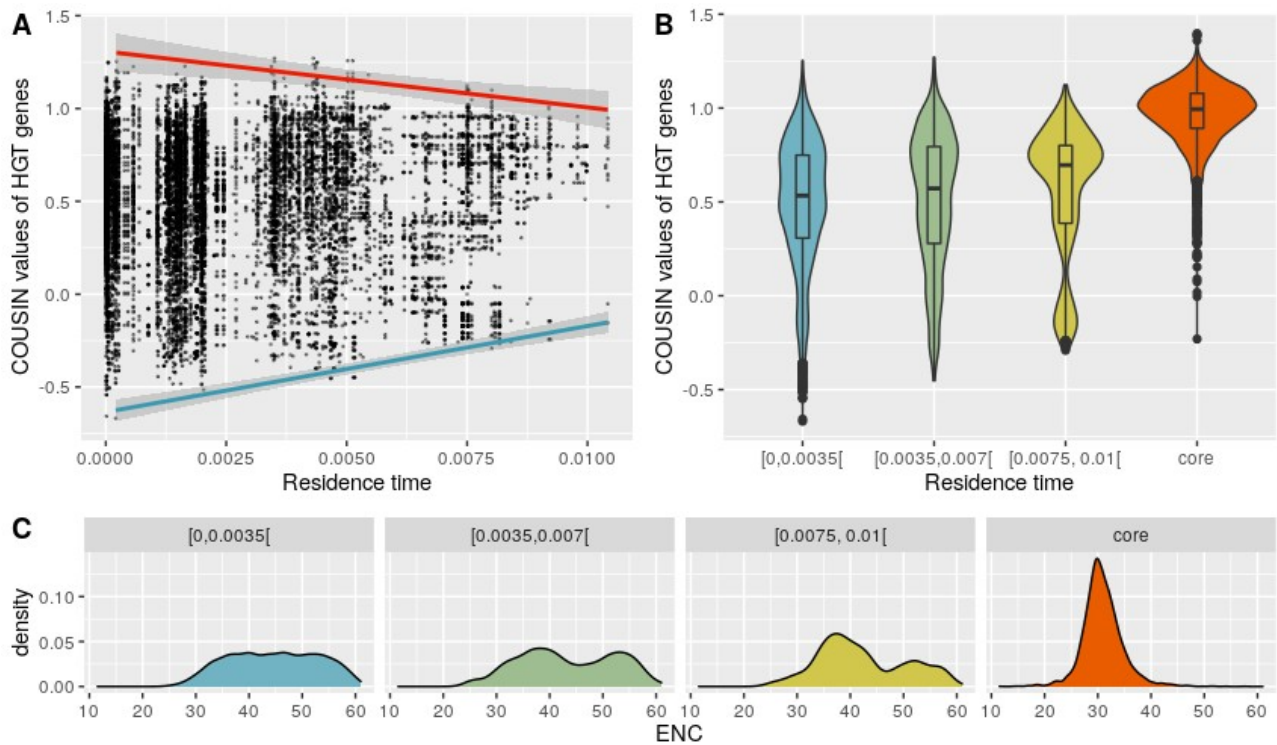 A
COUSIN values of HGT genes
1.5
1.0
0.5
0.0
-0.5
0.0000 0.0025 0.0050 0.0075 0.0100
Residence time
B
COUSIN values of HGT genes
1.5
1.0
0.5
0.0
-0.5
[0,0.0035[ [0.0035,0.007[ [0.0075, 0.01[ core
Residence time
C
[0,0.0035[ [0.0035,0.007[ [0.0075, 0.01[ core
density
0.10
0.05
0.00
10 20 30 40 50 60 10 20 30 40 50 60 10 20 30 40 50 60 10 20 30 40 50 60
ENC